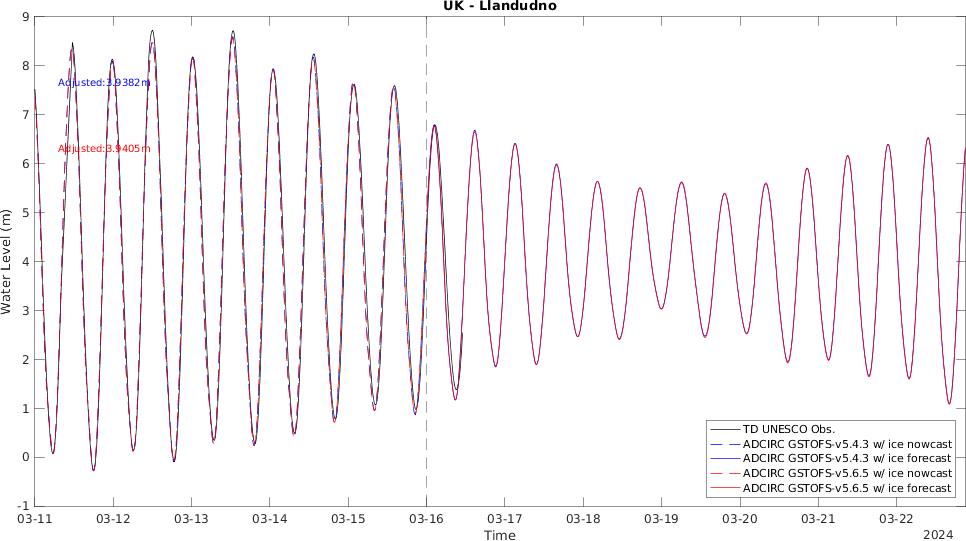 UK - Llandudno
9
8
7
6
5
4
3
2
1
0
-1
Water Level (m)
Adjusted:3.9382m
Adjusted:3.9405m
TD UNESCO Obs.
ADCIRC GSTOFS-v5.4.3 w/ ice nowcast
ADCIRC GSTOFS-v5.4.3 w/ ice forecast
ADCIRC GSTOFS-v5.6.5 w/ ice nowcast
ADCIRC GSTOFS-v5.6.5 w/ ice forecast
03-11 03-12 03-13 03-14 03-15 03-16 03-17 03-18 03-19 03-20 03-21 03-22
Time
2024